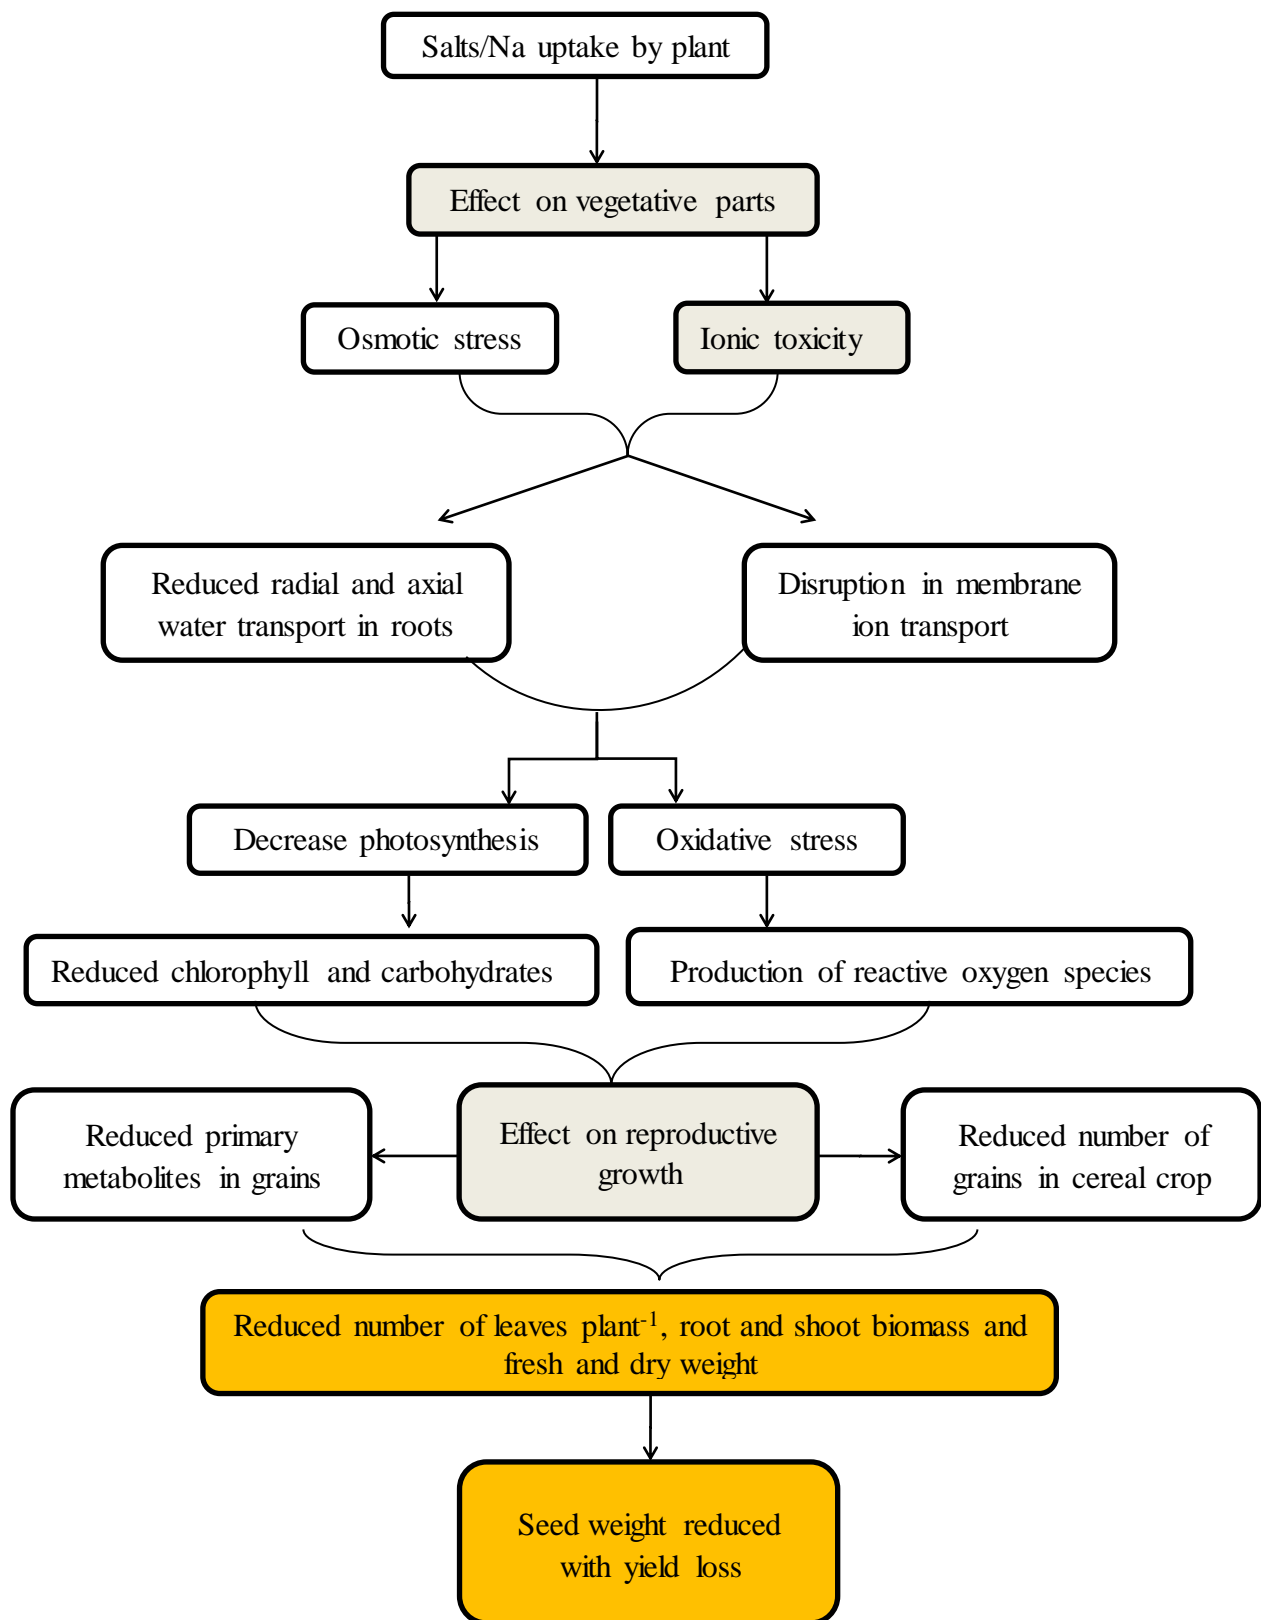 Salts/Na uptake by plant
Effect on vegetative parts
Osmotic stress
Ionic toxicity
Reduced radial and axial
water transport in roots
Disruption in membrane
ion transport
Decrease photosynthesis
Oxidative stress
Reduced chlorophyll and carbohydrates
Production of reactive oxygen species
Reduced primary
metabolites in grains
Effect on reproductive
growth
Reduced number of
grains in cereal crop
Reduced number of leaves plant⁻¹, root and shoot biomass and
fresh and dry weight
Seed weight reduced
with yield loss